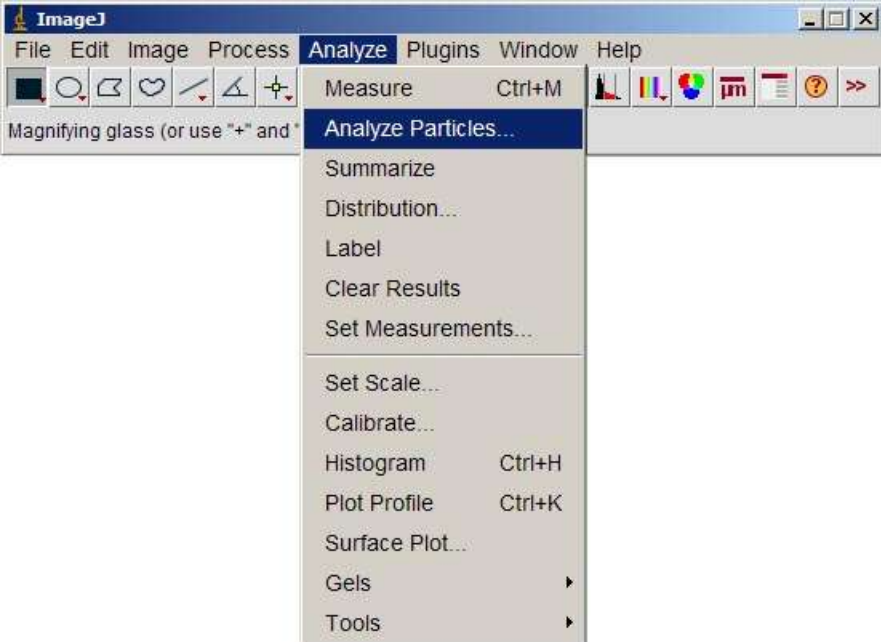 ImageJ
File Edit Image Process Analyze Plugins Window Help
µm ? >>
Magnifying glass (or use "+" and "
Measure Ctrl+M
Analyze Particles...
Summarize
Distribution...
Label
Clear Results
Set Measurements...
Set Scale...
Calibrate...
Histogram Ctrl+H
Plot Profile Ctrl+K
Surface Plot...
Gels
Tools